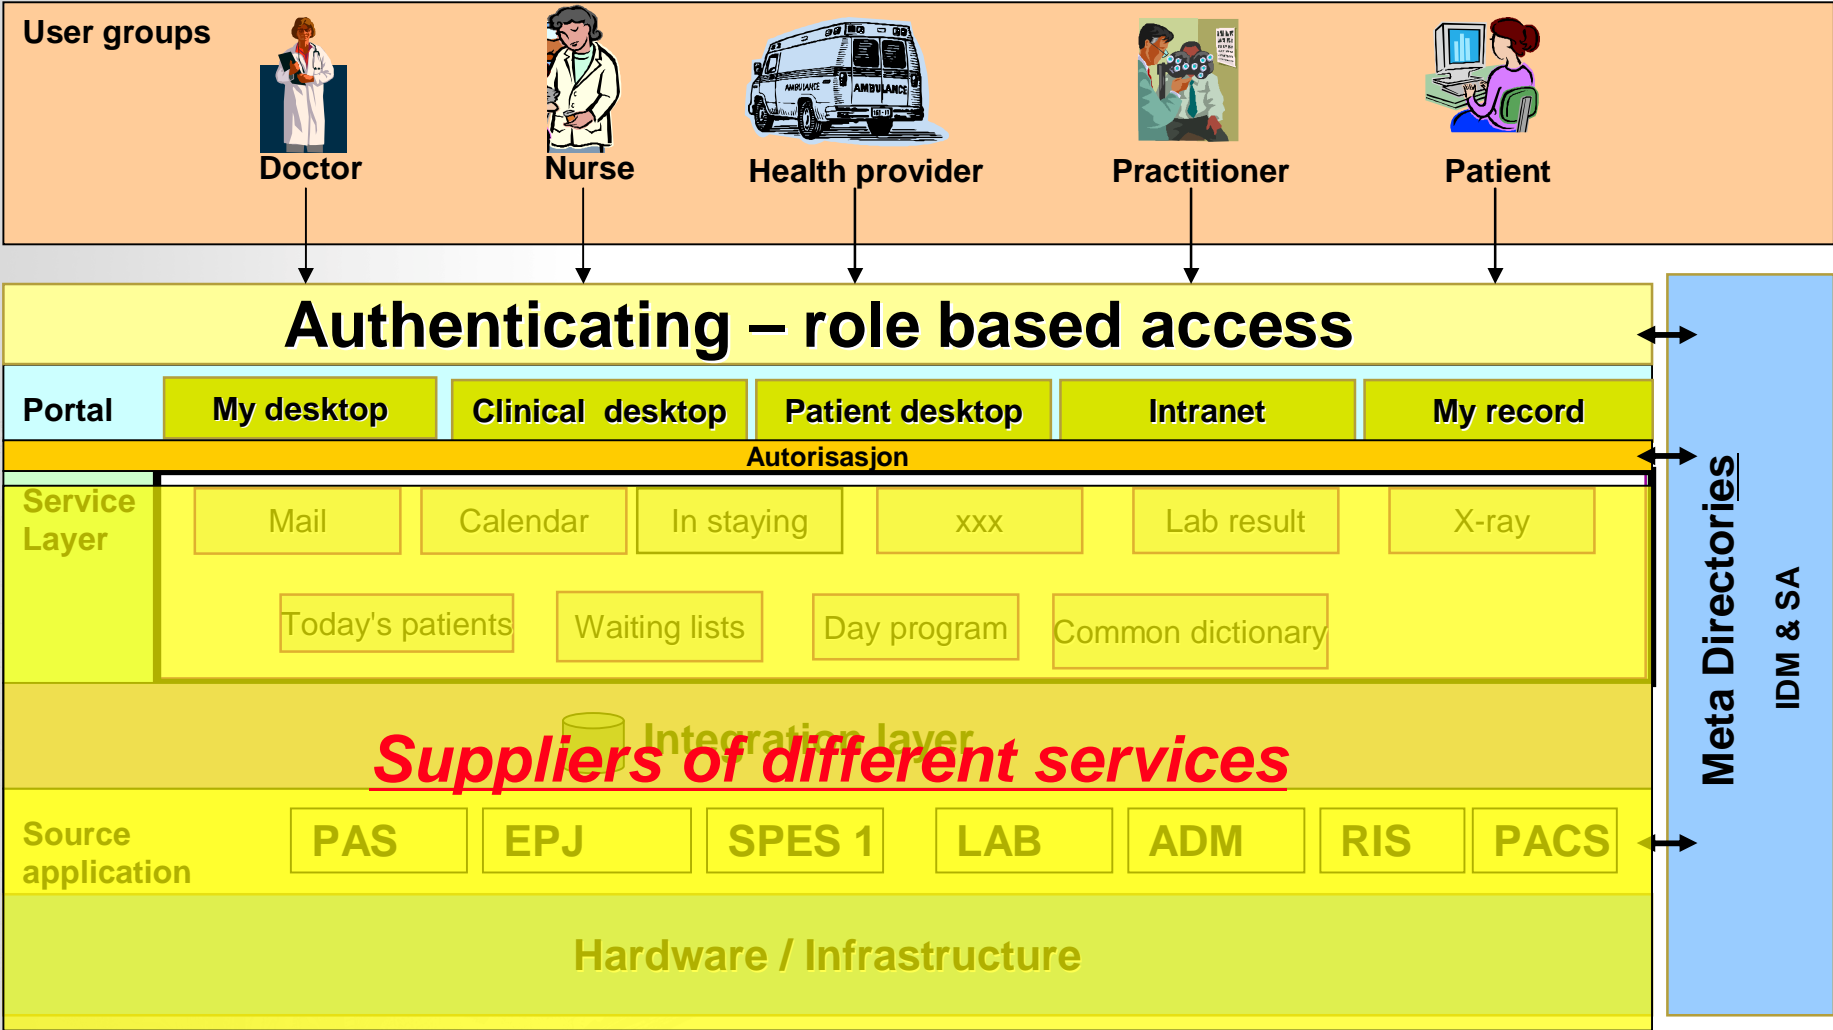 User groups
Doctor
Nurse
Health provider
Practitioner
Patient
AMBULANCE
AMBULANCE
Authenticating – role based access
Portal
My desktop
Clinical desktop
Patient desktop
Intranet
My record
Autorisasjon
Service
Layer
Mail
Calendar
In staying
xxx
Lab result
X-ray
Today's patients
Waiting lists
Day program
Common dictionary
Integration layer
Suppliers of different services
Source
application
PAS
EPJ
SPES 1
LAB
ADM
RIS
PACS
Hardware / Infrastructure
Meta Directories
IDM & SA